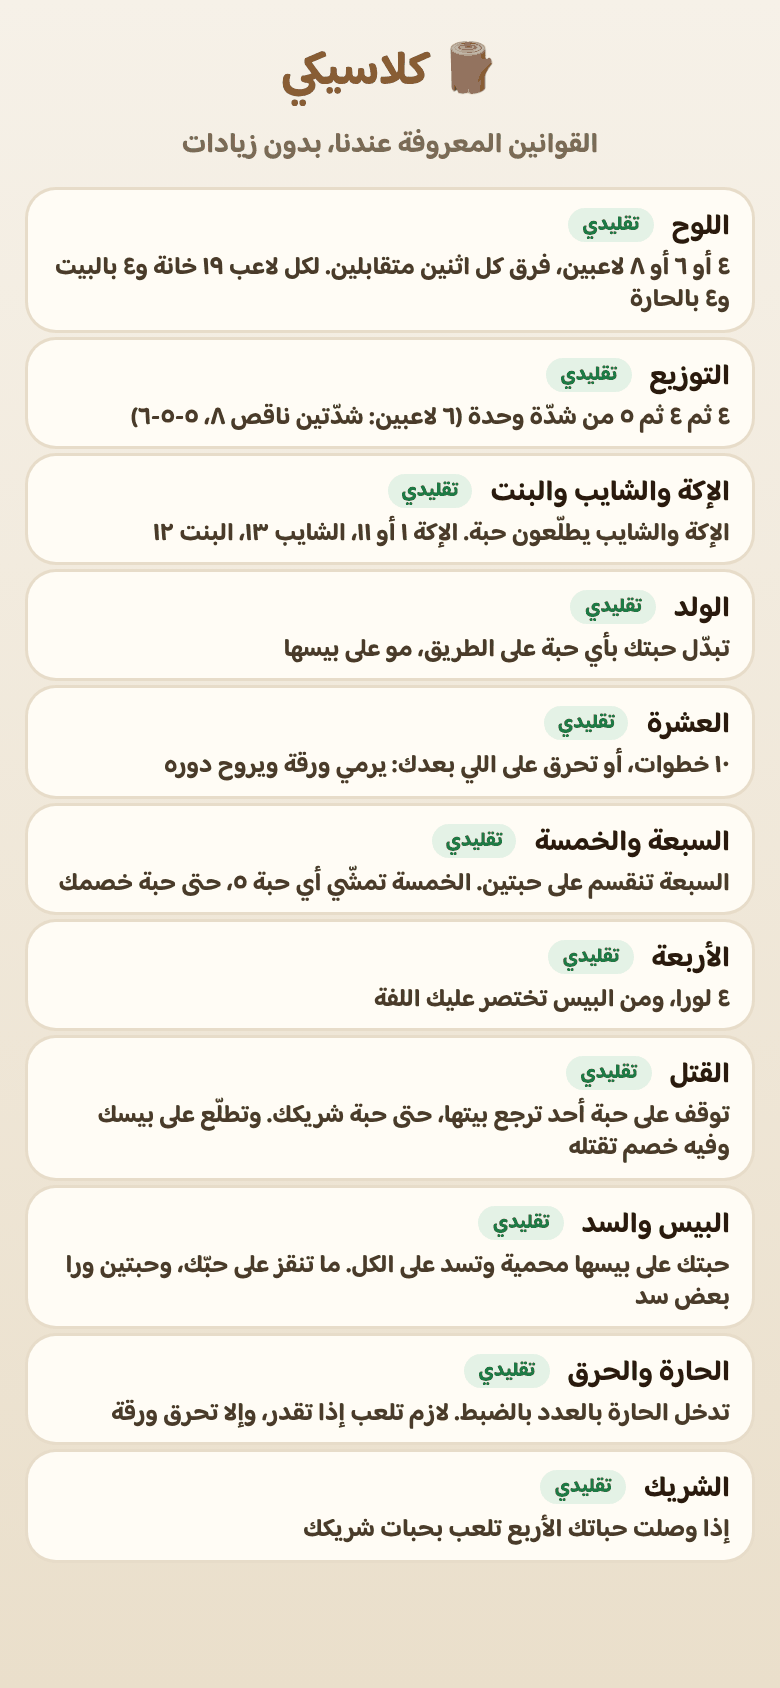 كلاسيكي
القوانين المعروفة عندنا، بدون زيادات
اللوح تقليدي
٤ أو ٦ أو ٨ لاعبين، فرق كل اثنين متقابلين. لكل لاعب ١٩ خانة و٤ بالبيت
و٤ بالحارة
التوزيع تقليدي
٤ ثم ٤ ثم ٥ من شدّة وحدة (٦ لاعبين: شدّتين ناقص ٨، ٥-٥-٦)
الإكة والشايب والبنت تقليدي
الإكة والشايب يطلّعون حبة. الإكة ١ أو ١١، الشايب ١٣، البنت ١٢
الولد تقليدي
تبدّل حبتك بأي حبة على الطريق، مو على بيسها
العشرة تقليدي
١٠ خطوات، أو تحرق على اللي بعدك: يرمي ورقة ويروح دوره
السبعة والخمسة تقليدي
السبعة تنقسم على حبتين. الخمسة تمشّي أي حبة ٥، حتى حبة خصمك
الأربعة تقليدي
٤ لورا، ومن البيس تختصر عليك اللفة
القتل تقليدي
توقف على حبة أحد ترجع بيتها، حتى حبة شريكك. وتطلّع على بيسك
وفيه خصم تقتله
البيس والسد تقليدي
حبتك على بيسها محمية وتسد على الكل. ما تنقز على حبّك، وحبتين ورا
بعض سد
الحارة والحرق تقليدي
تدخل الحارة بالعدد بالضبط. لازم تلعب إذا تقدر، وإلا تحرق ورقة
الشريك تقليدي
إذا وصلت حباتك الأربع تلعب بحبات شريكك